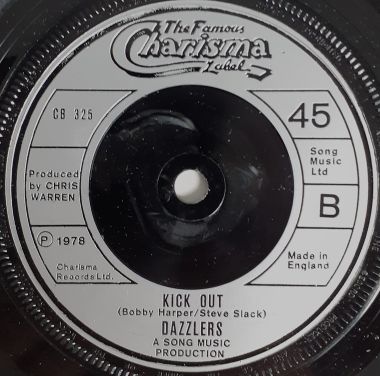 The Famous
Charisma
Label
CB 325
45
Song
Music
Ltd
Produced
by CHRIS
WARREN
B
℗ 1978
Charisma
Records Ltd.
Made in
England
KICK OUT
(Bobby Harper/Steve Slack)
DAZZLERS
A SONG MUSIC
PRODUCTION